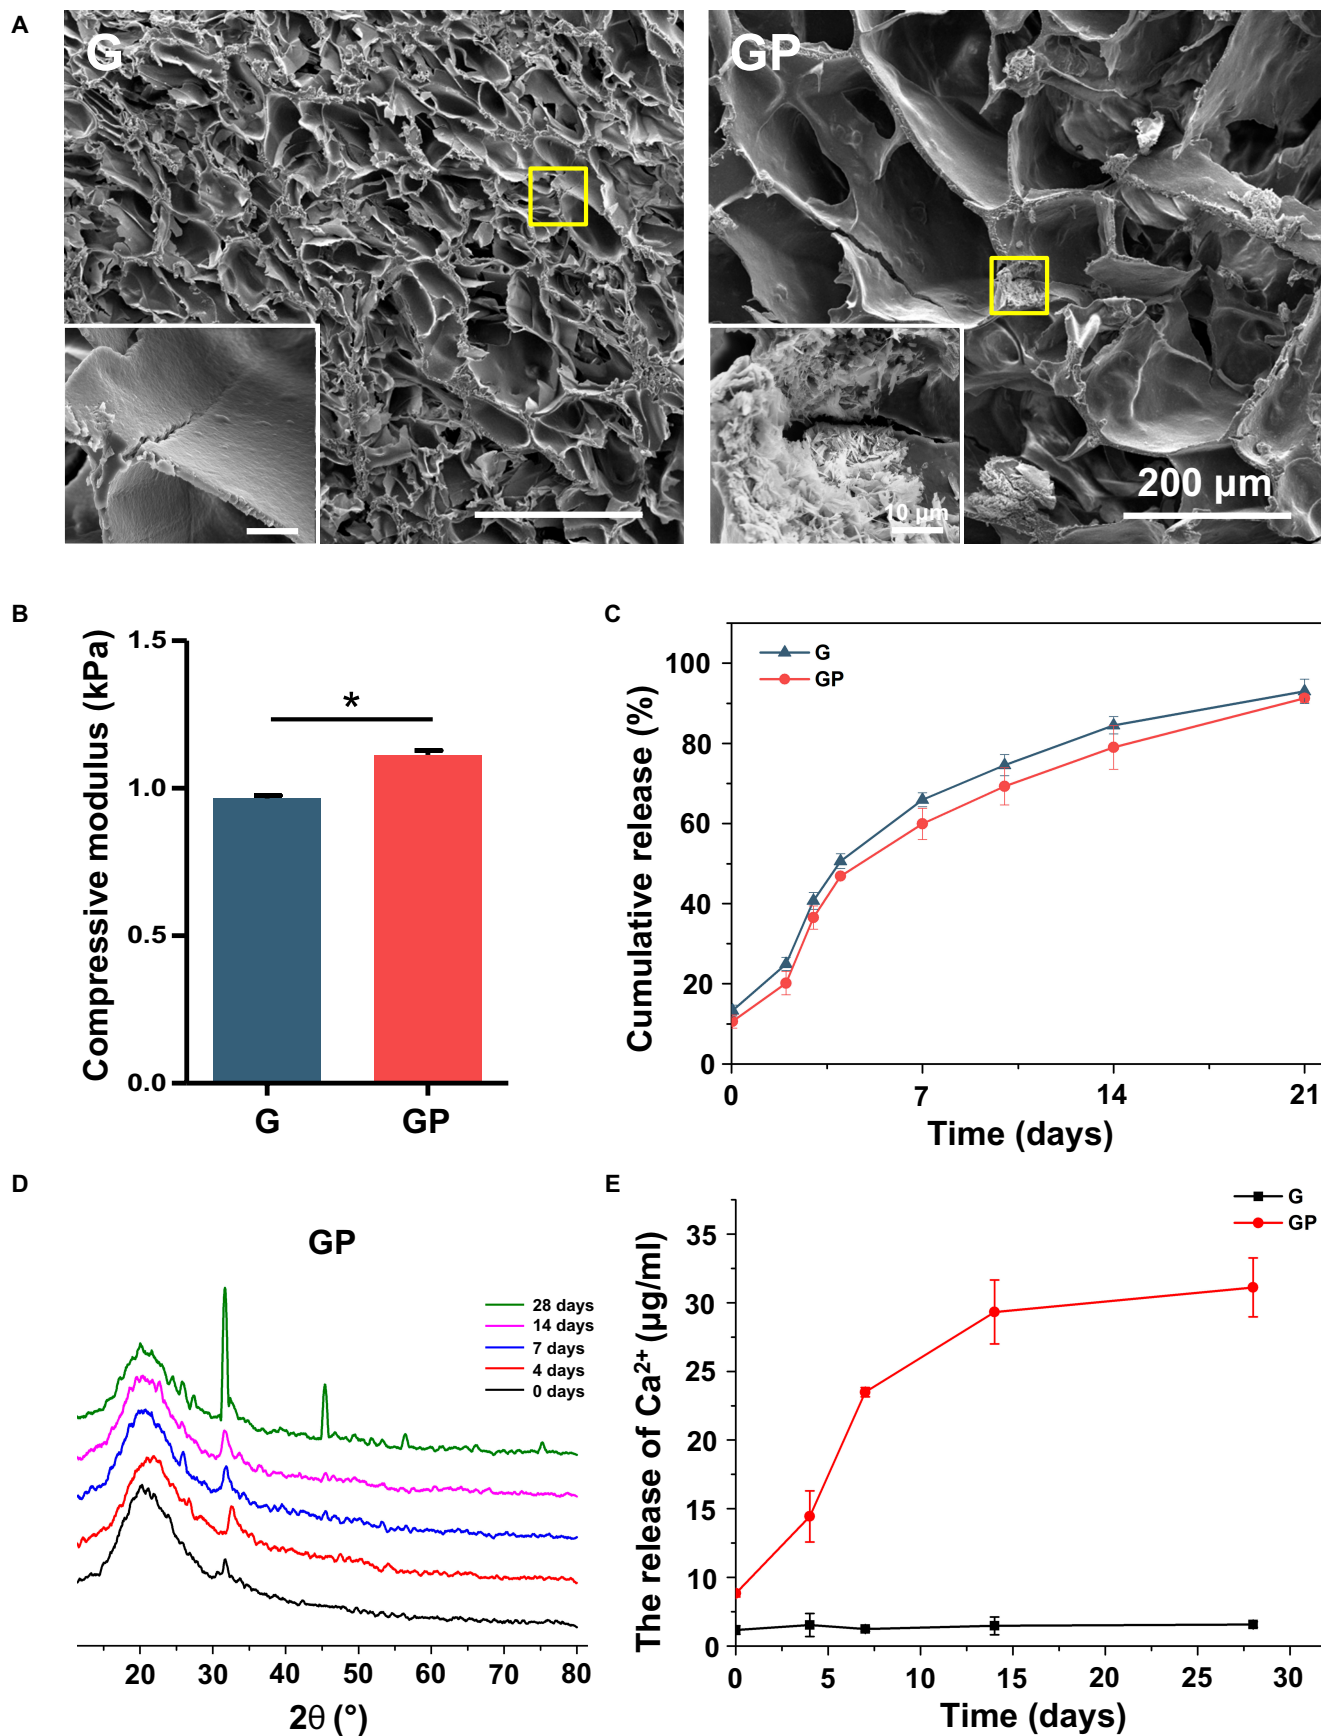 A
G
GP
200 µm
10 µm
B
Compressive modulus (kPa)
1.5
1.0
0.5
0.0
*
G
GP
C
Cumulative release (%)
100
80
60
40
20
0
G
GP
0
7
14
21
Time (days)
D
GP
28 days
14 days
7 days
4 days
0 days
20
30
40
50
60
70
80
2θ (°)
E
The release of Ca²⁺ (µg/ml)
35
30
25
20
15
10
0
G
GP
0
5
10
15
20
25
30
Time (days)